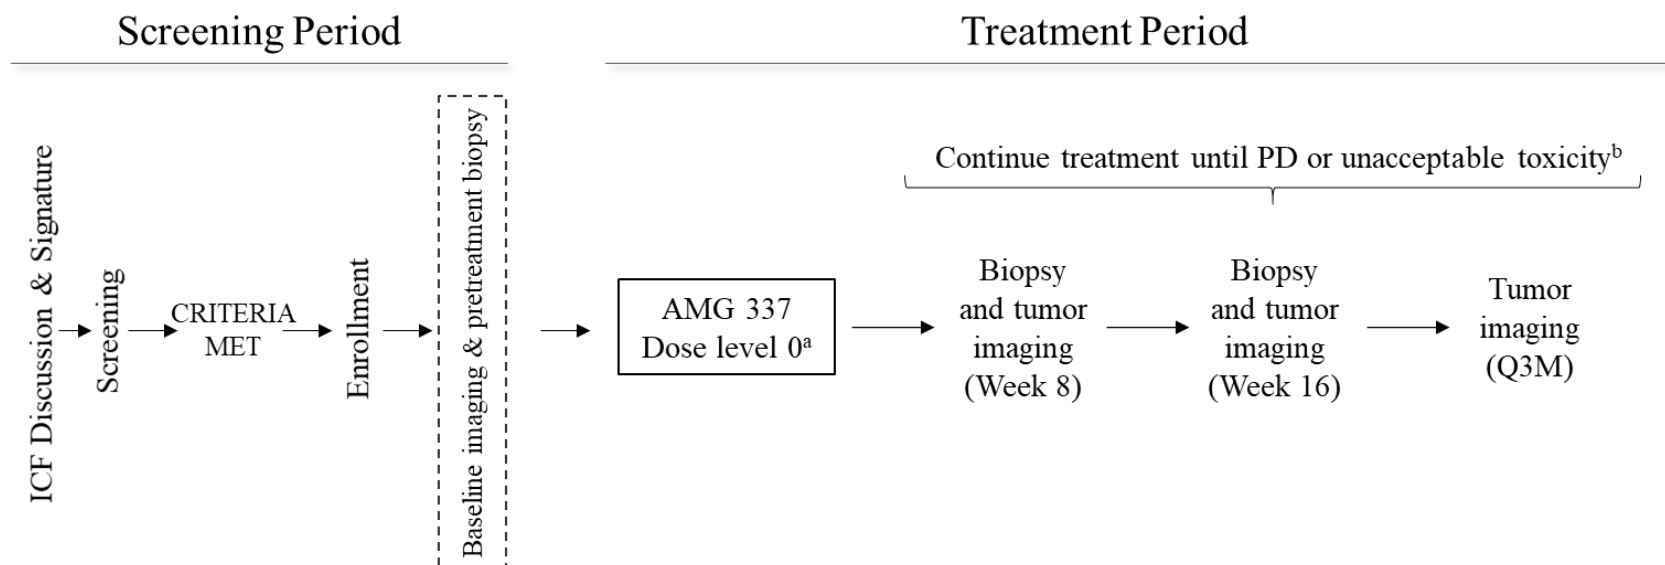 Screening Period
Treatment Period
ICF Discussion & Signature
Screening
CRITERIA
MET
Enrollment
Baseline imaging & pretreatment biopsy
AMG 337
Dose level 0ᵃ
Continue treatment until PD or unacceptable toxicityᵇ
Biopsy
and tumor
imaging
(Week 8)
Biopsy
and tumor
imaging
(Week 16)
Tumor
imaging
(Q3M)